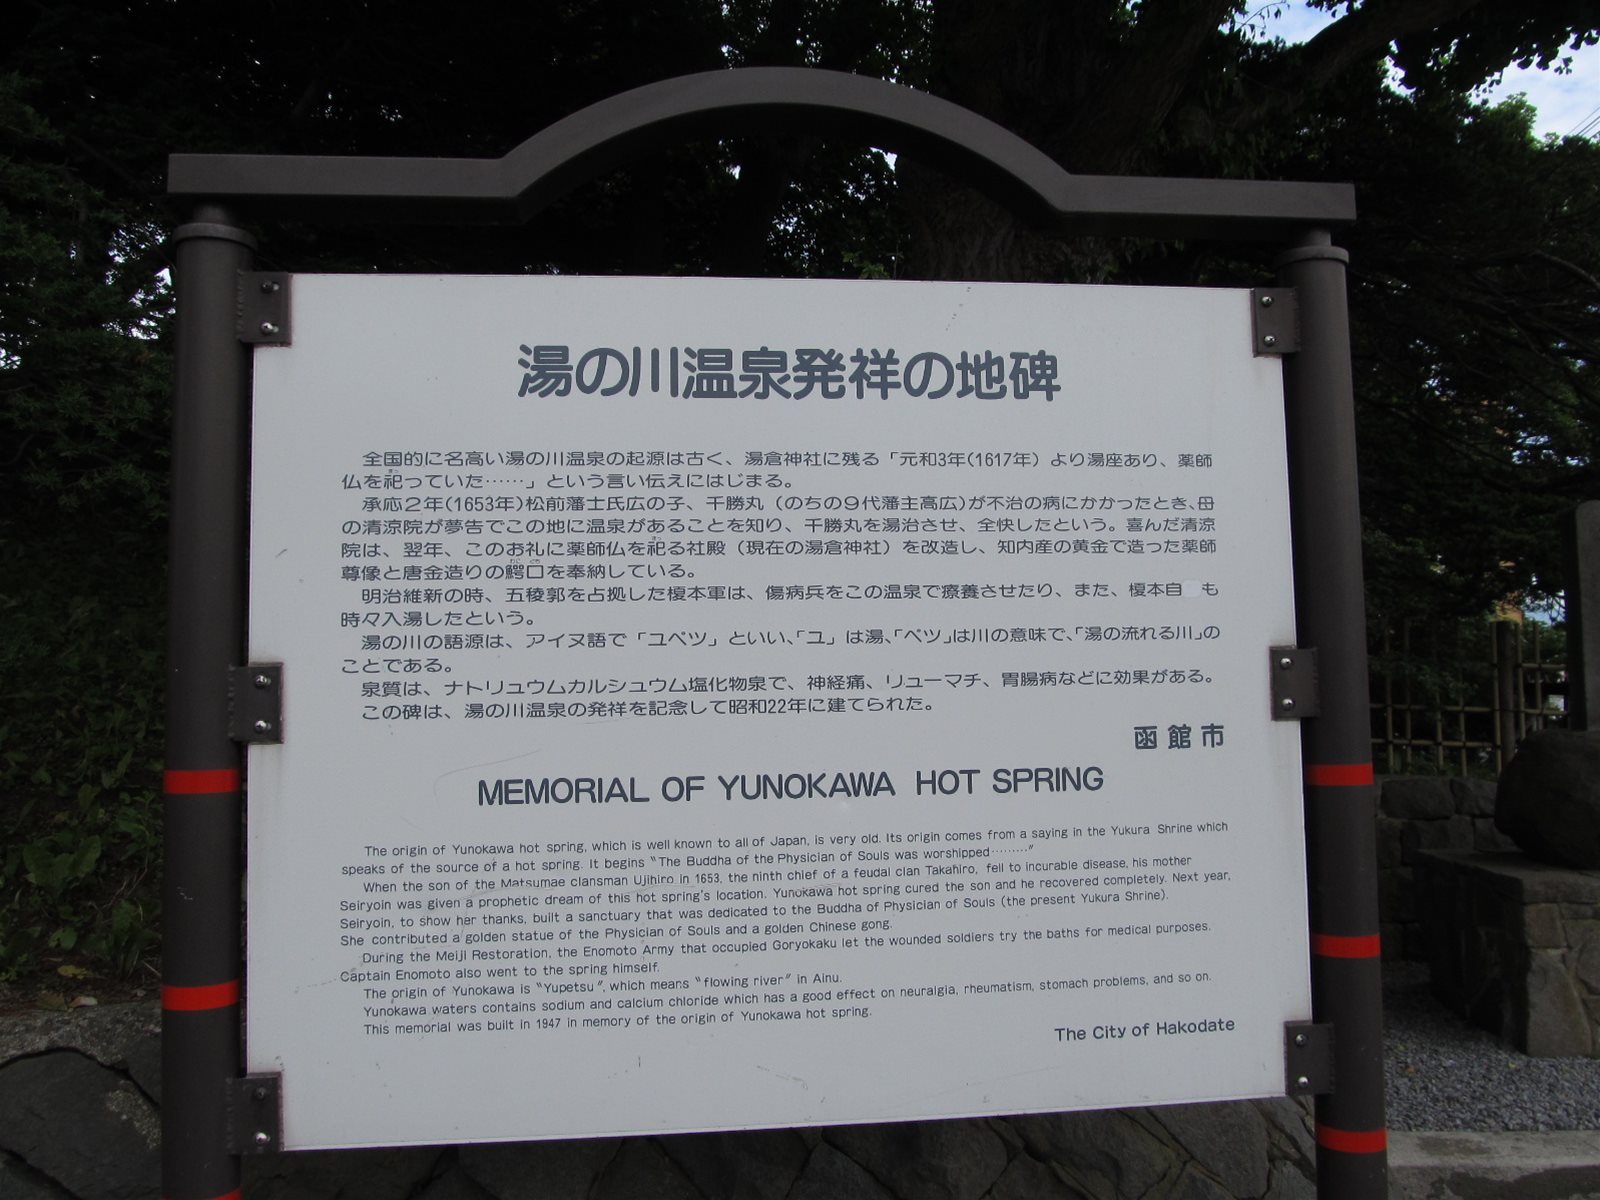 湯の川温泉発祥の地碑
全国的に名高い湯の川温泉の起源は古く、湯倉神社に残る「元和3年(1617年) より湯座あり、薬師
仏を祀っていた……」という言い伝えにはじまる。
承応2年(1653年)松前藩士氏広の子、千勝丸(のちの9代藩主高広)が不治の病にかかったとき、母
の清涼院が夢告でこの地に温泉があることを知り、千勝丸を湯治させ、全快したという。喜んだ清涼
院は、翌年、このお礼に薬師仏を祀る社殿(現在の湯倉神社)を改造し、知内産の黄金で造った薬師
尊像と唐金造りの鰐口を奉納している。
明治維新の時、五稜郭を占拠した榎本軍は、傷病兵をこの温泉で療養させたり、また、榎本自 も
時々入湯したという。
湯の川の語源は、アイヌ語で「ユペツ」といい、「ユ」は湯、「ペツ」は川の意味で、「湯の流れる川」の
ことである。
泉質は、ナトリュウムカルシュウム塩化物泉で、神経痛、リューマチ、胃腸病などに効果がある。
この碑は、湯の川温泉の発祥を記念して昭和22年に建てられた。
函館市
MEMORIAL OF YUNOKAWA HOT SPRING
The origin of Yunokawa hot spring, which is well known to all of Japan, is very old. Its origin comes from a saying in the Yukura Shrine which
speaks of the source of a hot spring. It begins "The Buddha of the Physician of Souls was worshipped………"
When the son of the Matsumae clansman Ujihiro in 1653, the ninth chief of a feudal clan Takahiro, fell to incurable disease, his mother
Seiryoin was given a prophetic dream of this hot spring's location. Yunokawa hot spring cured the son and he recovered completely. Next year,
Seiryoin, to show her thanks, built a sanctuary that was dedicated to the Buddha of Physician of Souls (the present Yukura Shrine).
She contributed a golden statue of the Physician of Souls and a golden Chinese gong.
During the Meiji Restoration, the Enomoto Army that occupied Goryokaku let the wounded soldiers try the baths for medical purposes.
Captain Enomoto also went to the spring himself.
The origin of Yunokawa is "Yupetsu", which means "flowing river" in Ainu.
Yunokawa waters contains sodium and calcium chloride which has a good effect on neuralgia, rheumatism, stomach problems, and so on.
This memorial was built in 1947 in memory of the origin of Yunokawa hot spring.
The City of Hakodate